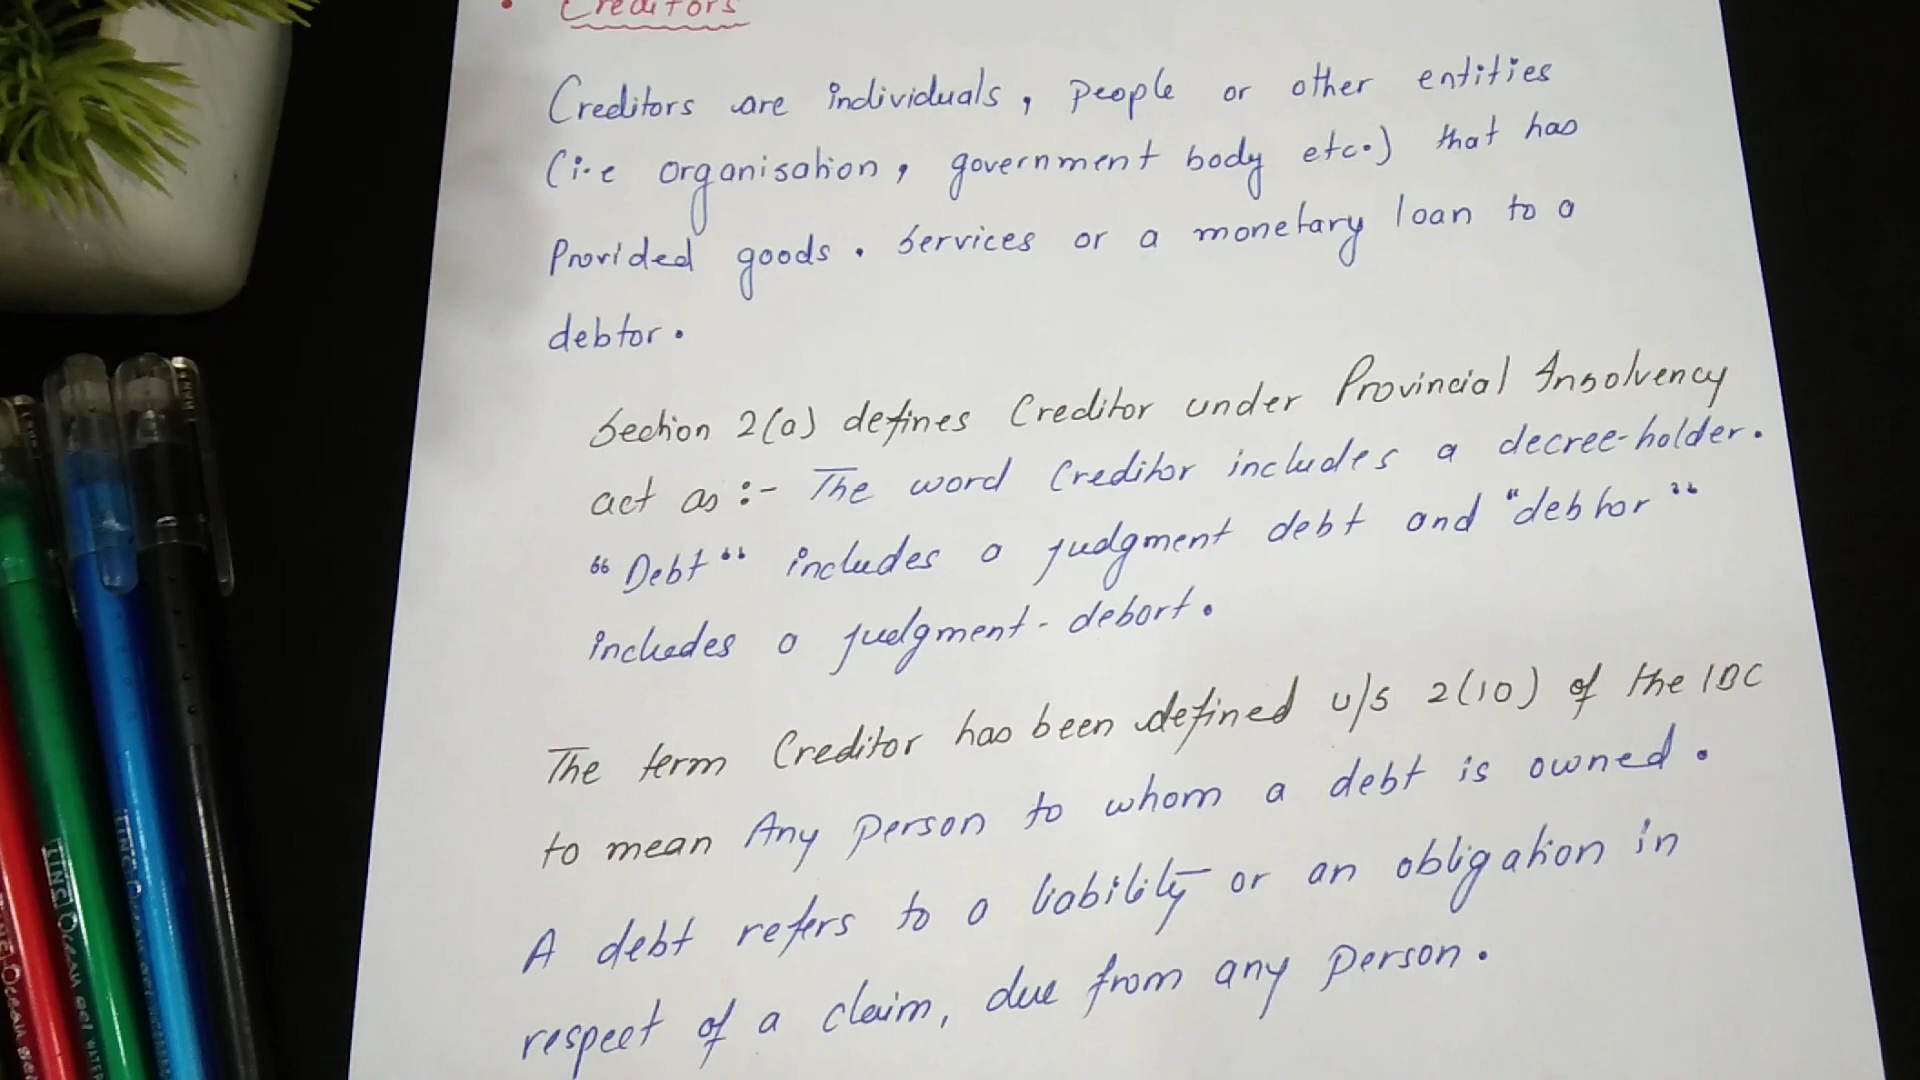 • Creditors
Creditors are individuals, people or other entities
(i.e organisation, government body etc.) that has
Provided goods. Services or a monetary loan to a
debtor.
Section 2(a) defines Creditor under Provincial Insolvency
act as :- The word Creditor includes a decree-holder.
"Debt" includes a judgment debt and "debtor"
includes a judgment-debort.
The term Creditor has been defined u/s 2(10) of the IBC
to mean Any person to whom a debt is owned.
A debt refers to a liability or an obligation in
respect of a claim, due from any person.
LINC Ocean gel